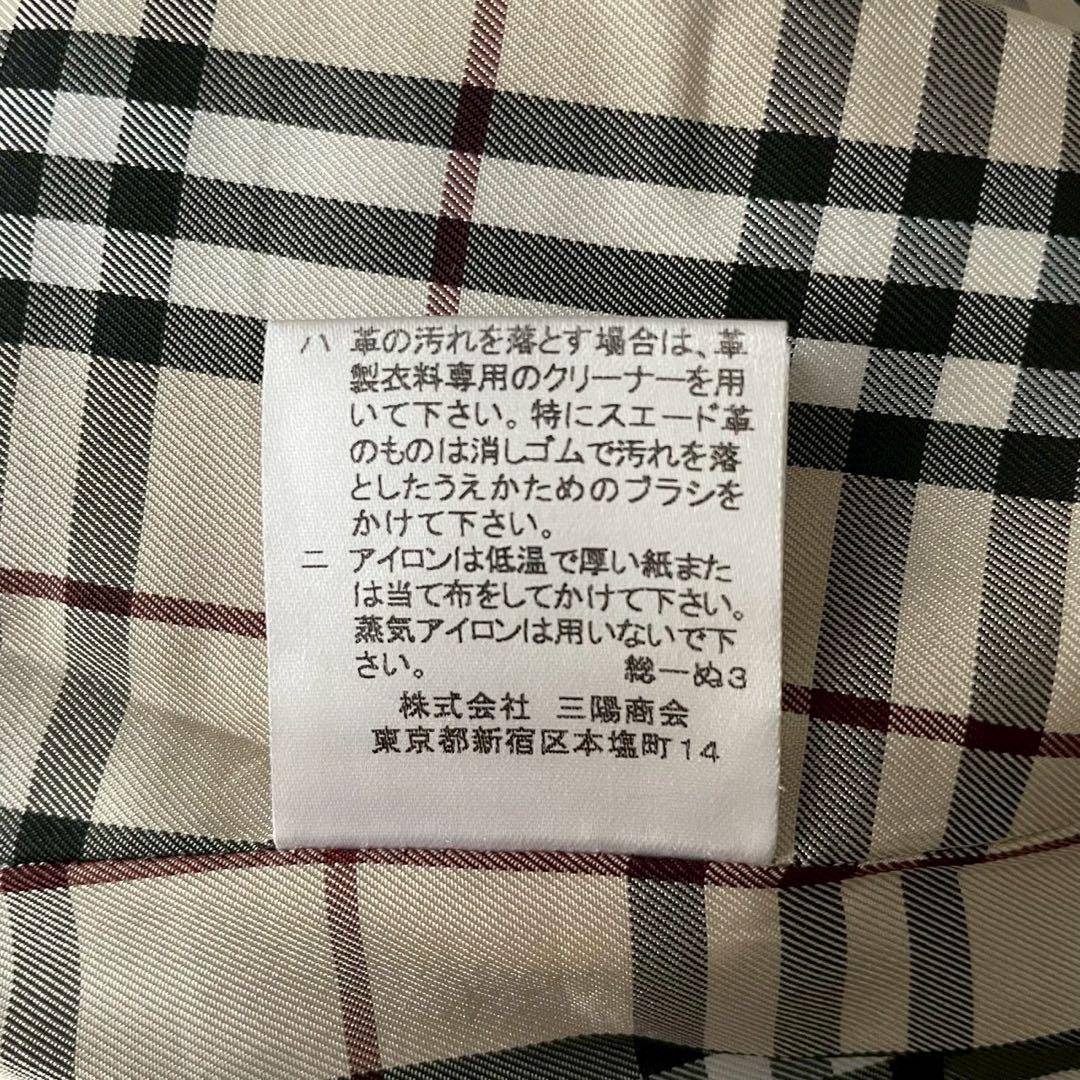 ハ 革の汚れを落とす場合は、革
製衣料専用のクリーナーを用
いて下さい。特にスエード革
のものは消しゴムで汚れを落
としたうえかためのブラシを
かけて下さい。
ニ アイロンは低温で厚い紙また
は当て布をしてかけて下さい。
蒸気アイロンは用いないで下
さい。 総一ぬ3
株式会社 三陽商会
東京都新宿区本塩町14